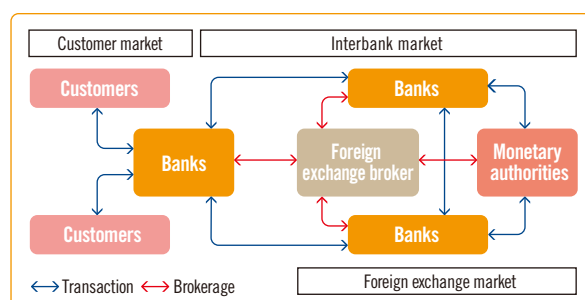 Customer market
Interbank market
Customers
Banks
Banks
Foreign
exchange broker
Monetary
authorities
Customers
Banks
Transaction
Brokerage
Foreign exchange market